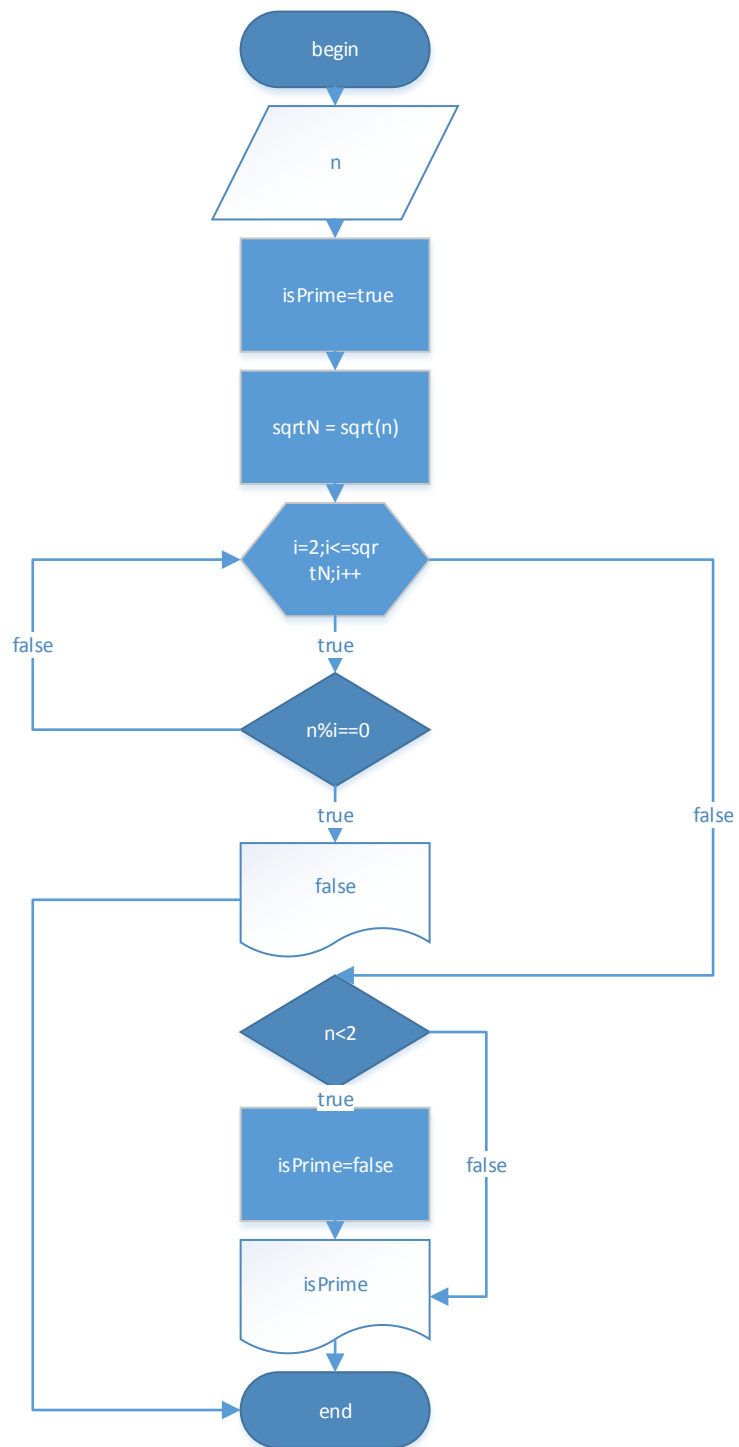 begin
n
isPrime=true
sqrtN = sqrt(n)
i=2;i<=sqr
tN;i++
false
true
n%i==0
true
false
false
n<2
true
isPrime=false
false
isPrime
end